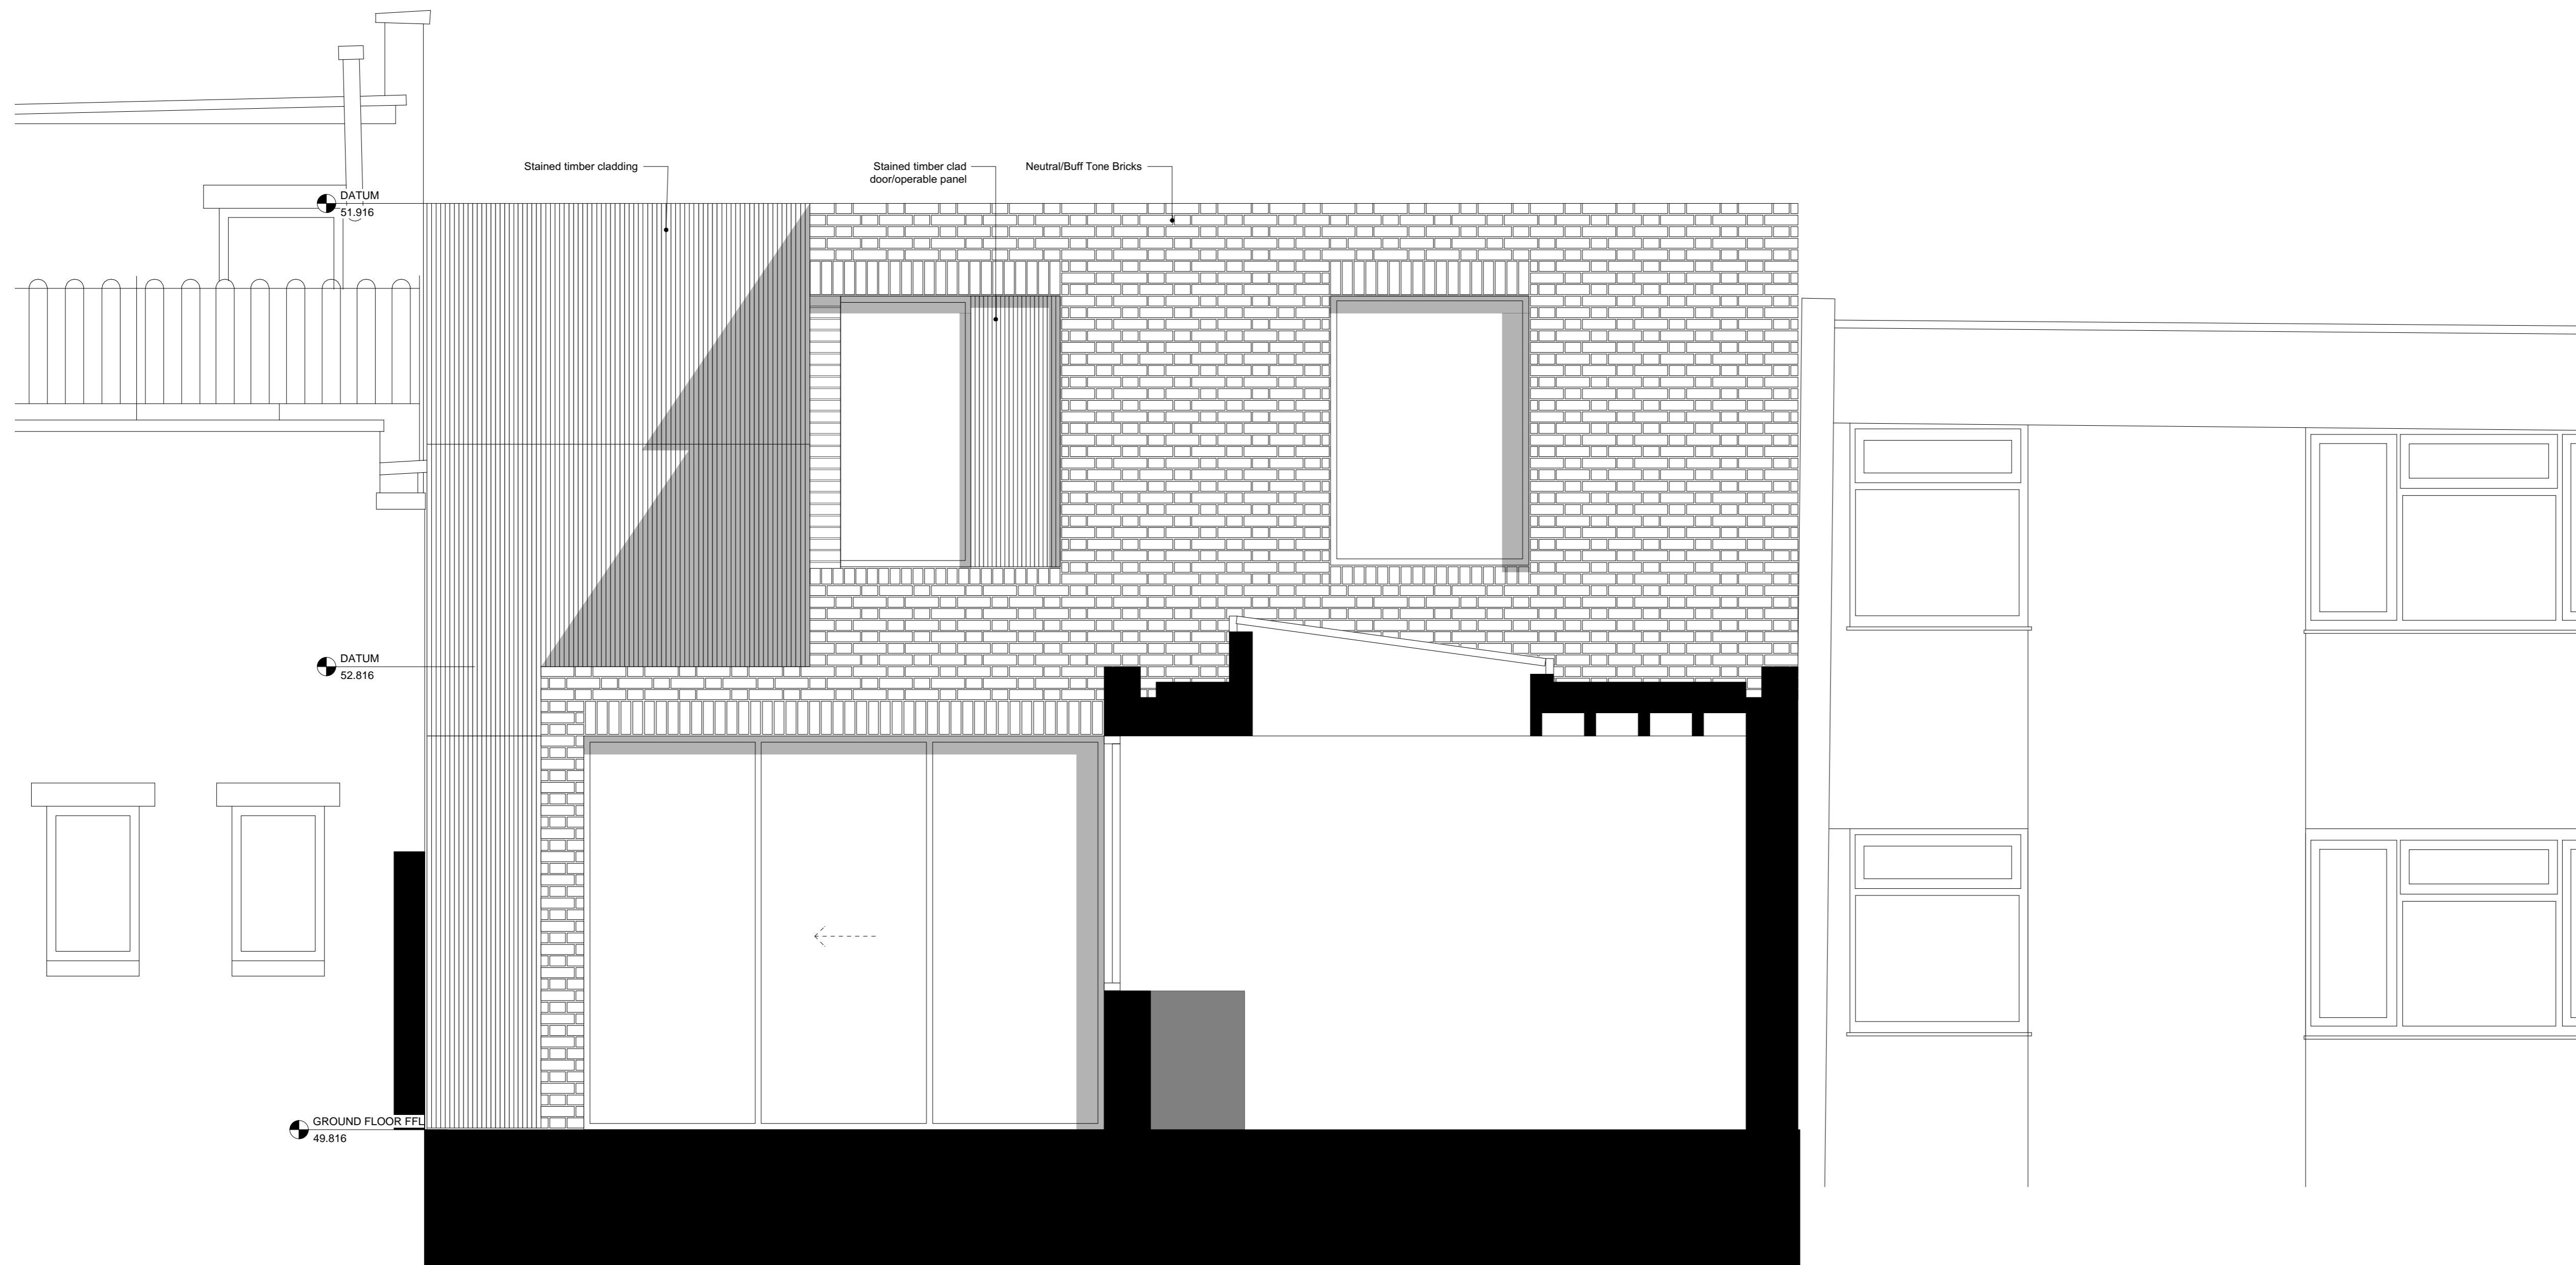 Stained timber cladding
Stained timber clad
door/operable panel
Neutral/Buff Tone Bricks
DATUM
51.916
DATUM
52.816
GROUND FLOOR FFL
49.816